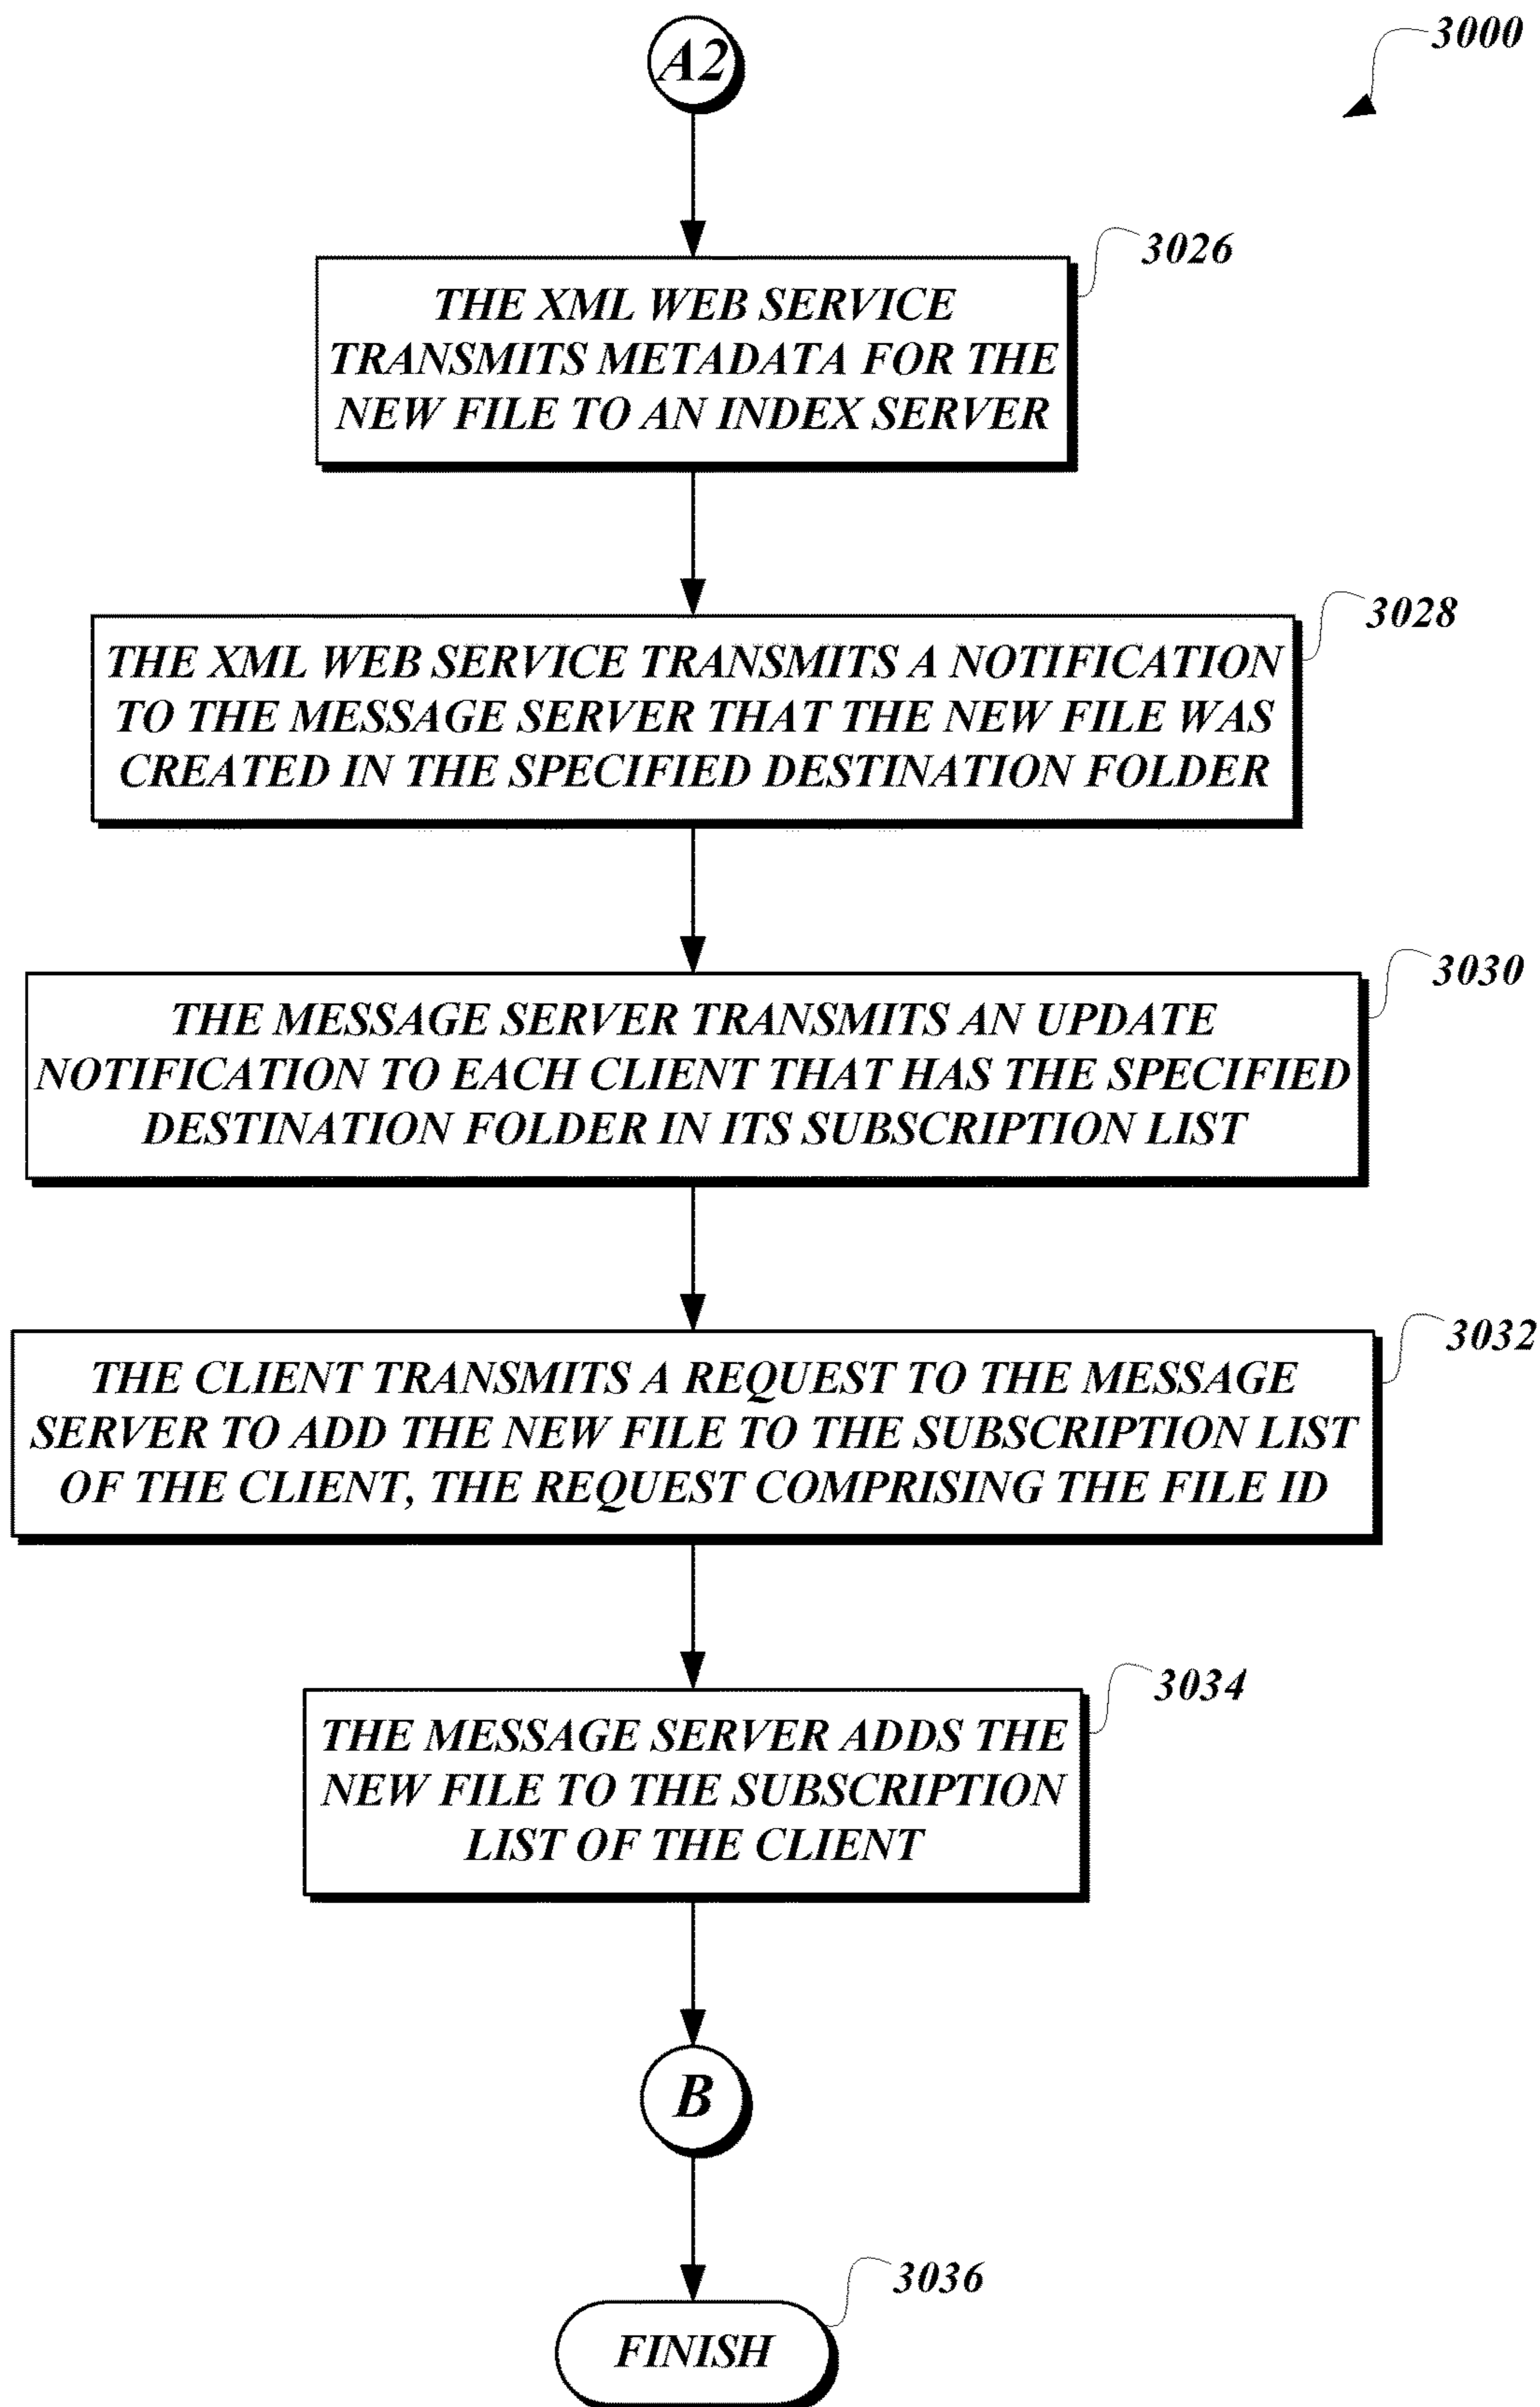 A2
3000
3026
THE XML WEB SERVICE
TRANSMITS METADATA FOR THE
NEW FILE TO AN INDEX SERVER
3028
THE XML WEB SERVICE TRANSMITS A NOTIFICATION
TO THE MESSAGE SERVER THAT THE NEW FILE WAS
CREATED IN THE SPECIFIED DESTINATION FOLDER
3030
THE MESSAGE SERVER TRANSMITS AN UPDATE
NOTIFICATION TO EACH CLIENT THAT HAS THE SPECIFIED
DESTINATION FOLDER IN ITS SUBSCRIPTION LIST
3032
THE CLIENT TRANSMITS A REQUEST TO THE MESSAGE
SERVER TO ADD THE NEW FILE TO THE SUBSCRIPTION LIST
OF THE CLIENT, THE REQUEST COMPRISING THE FILE ID
3034
THE MESSAGE SERVER ADDS THE
NEW FILE TO THE SUBSCRIPTION
LIST OF THE CLIENT
B
3036
FINISH